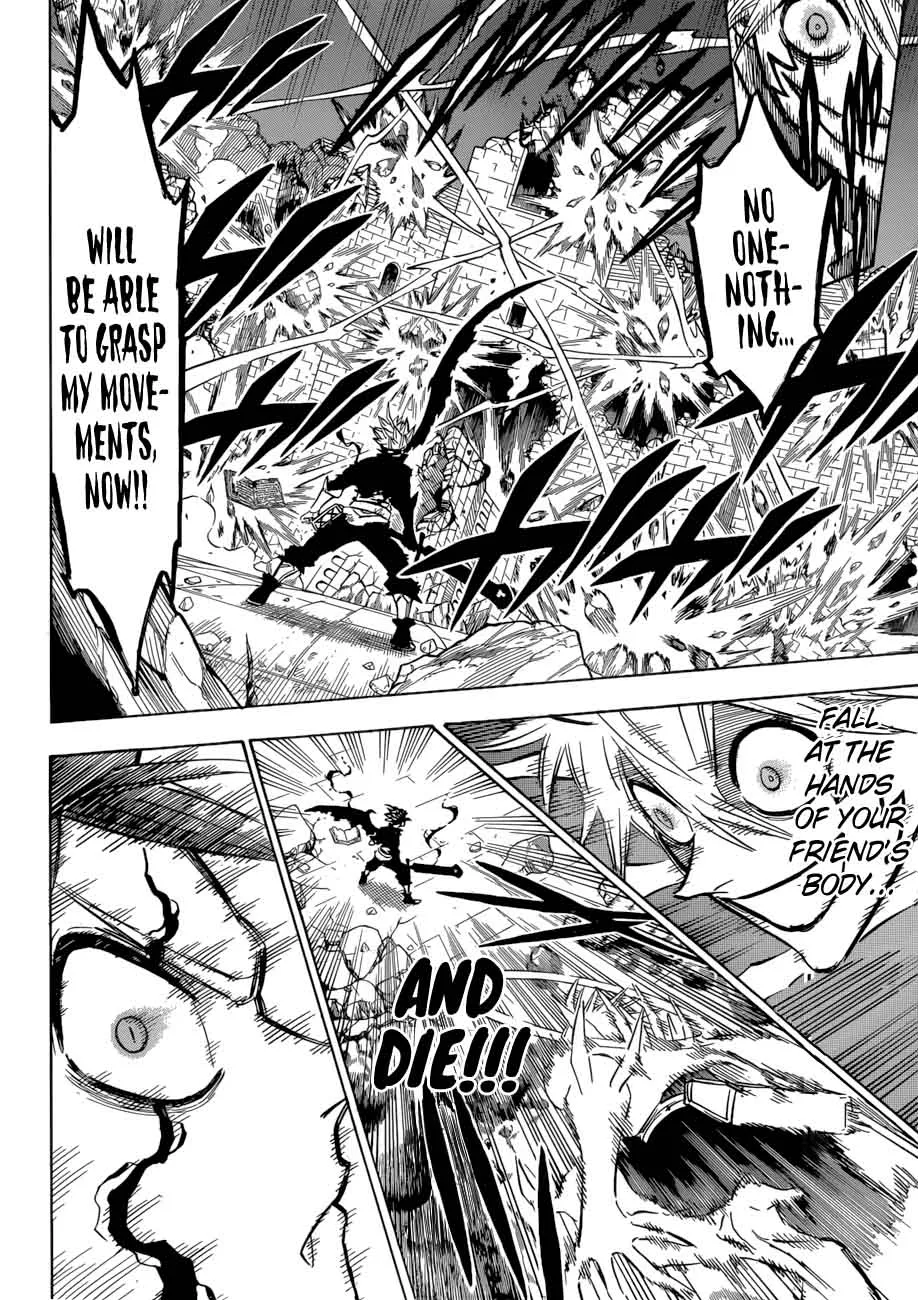 NO
ONE-
NOTH-
ING...
WILL
BE ABLE
TO GRASP
MY MOVE-
MENTS,
NOW!!
FALL
AT THE
HANDS
OF YOUR
FRIEND'S
BODY...
AND
DIE!!!